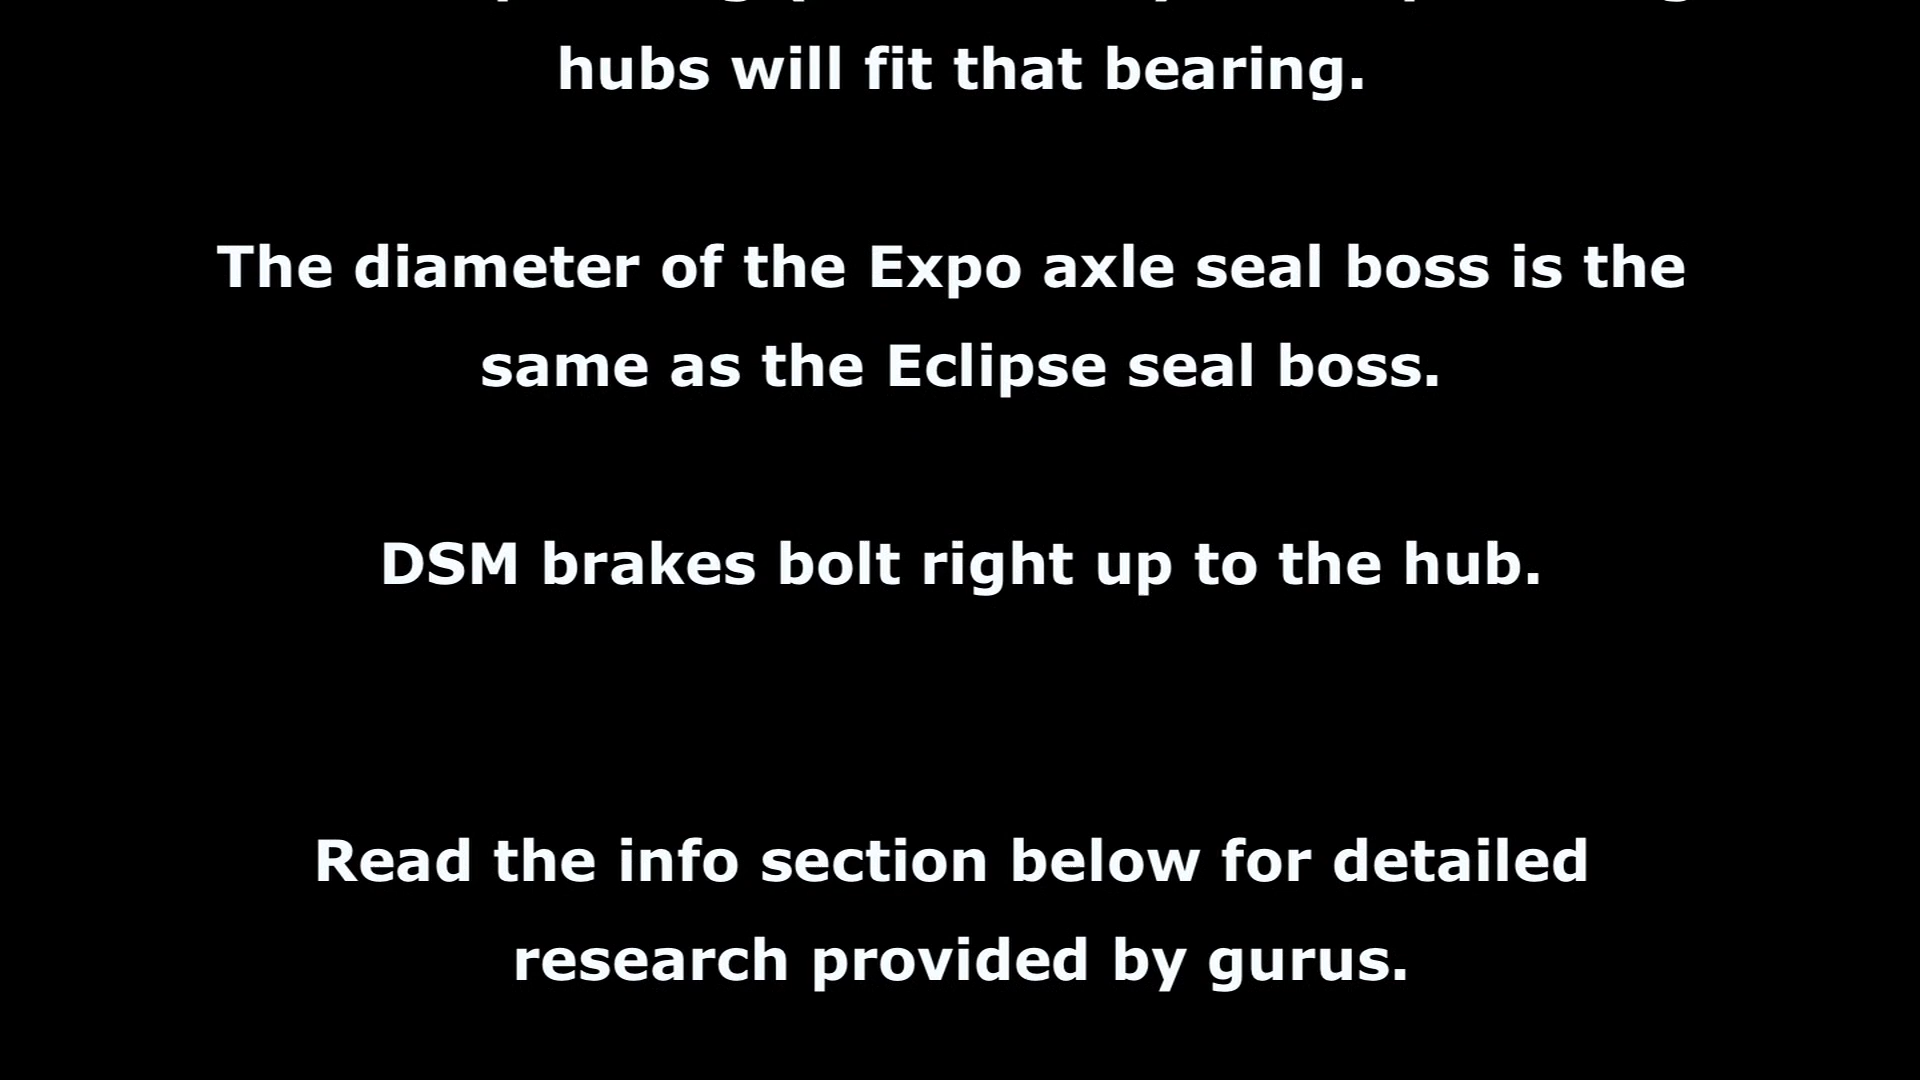 hubs will fit that bearing.
The diameter of the Expo axle seal boss is the
same as the Eclipse seal boss.
DSM brakes bolt right up to the hub.
Read the info section below for detailed
research provided by gurus.